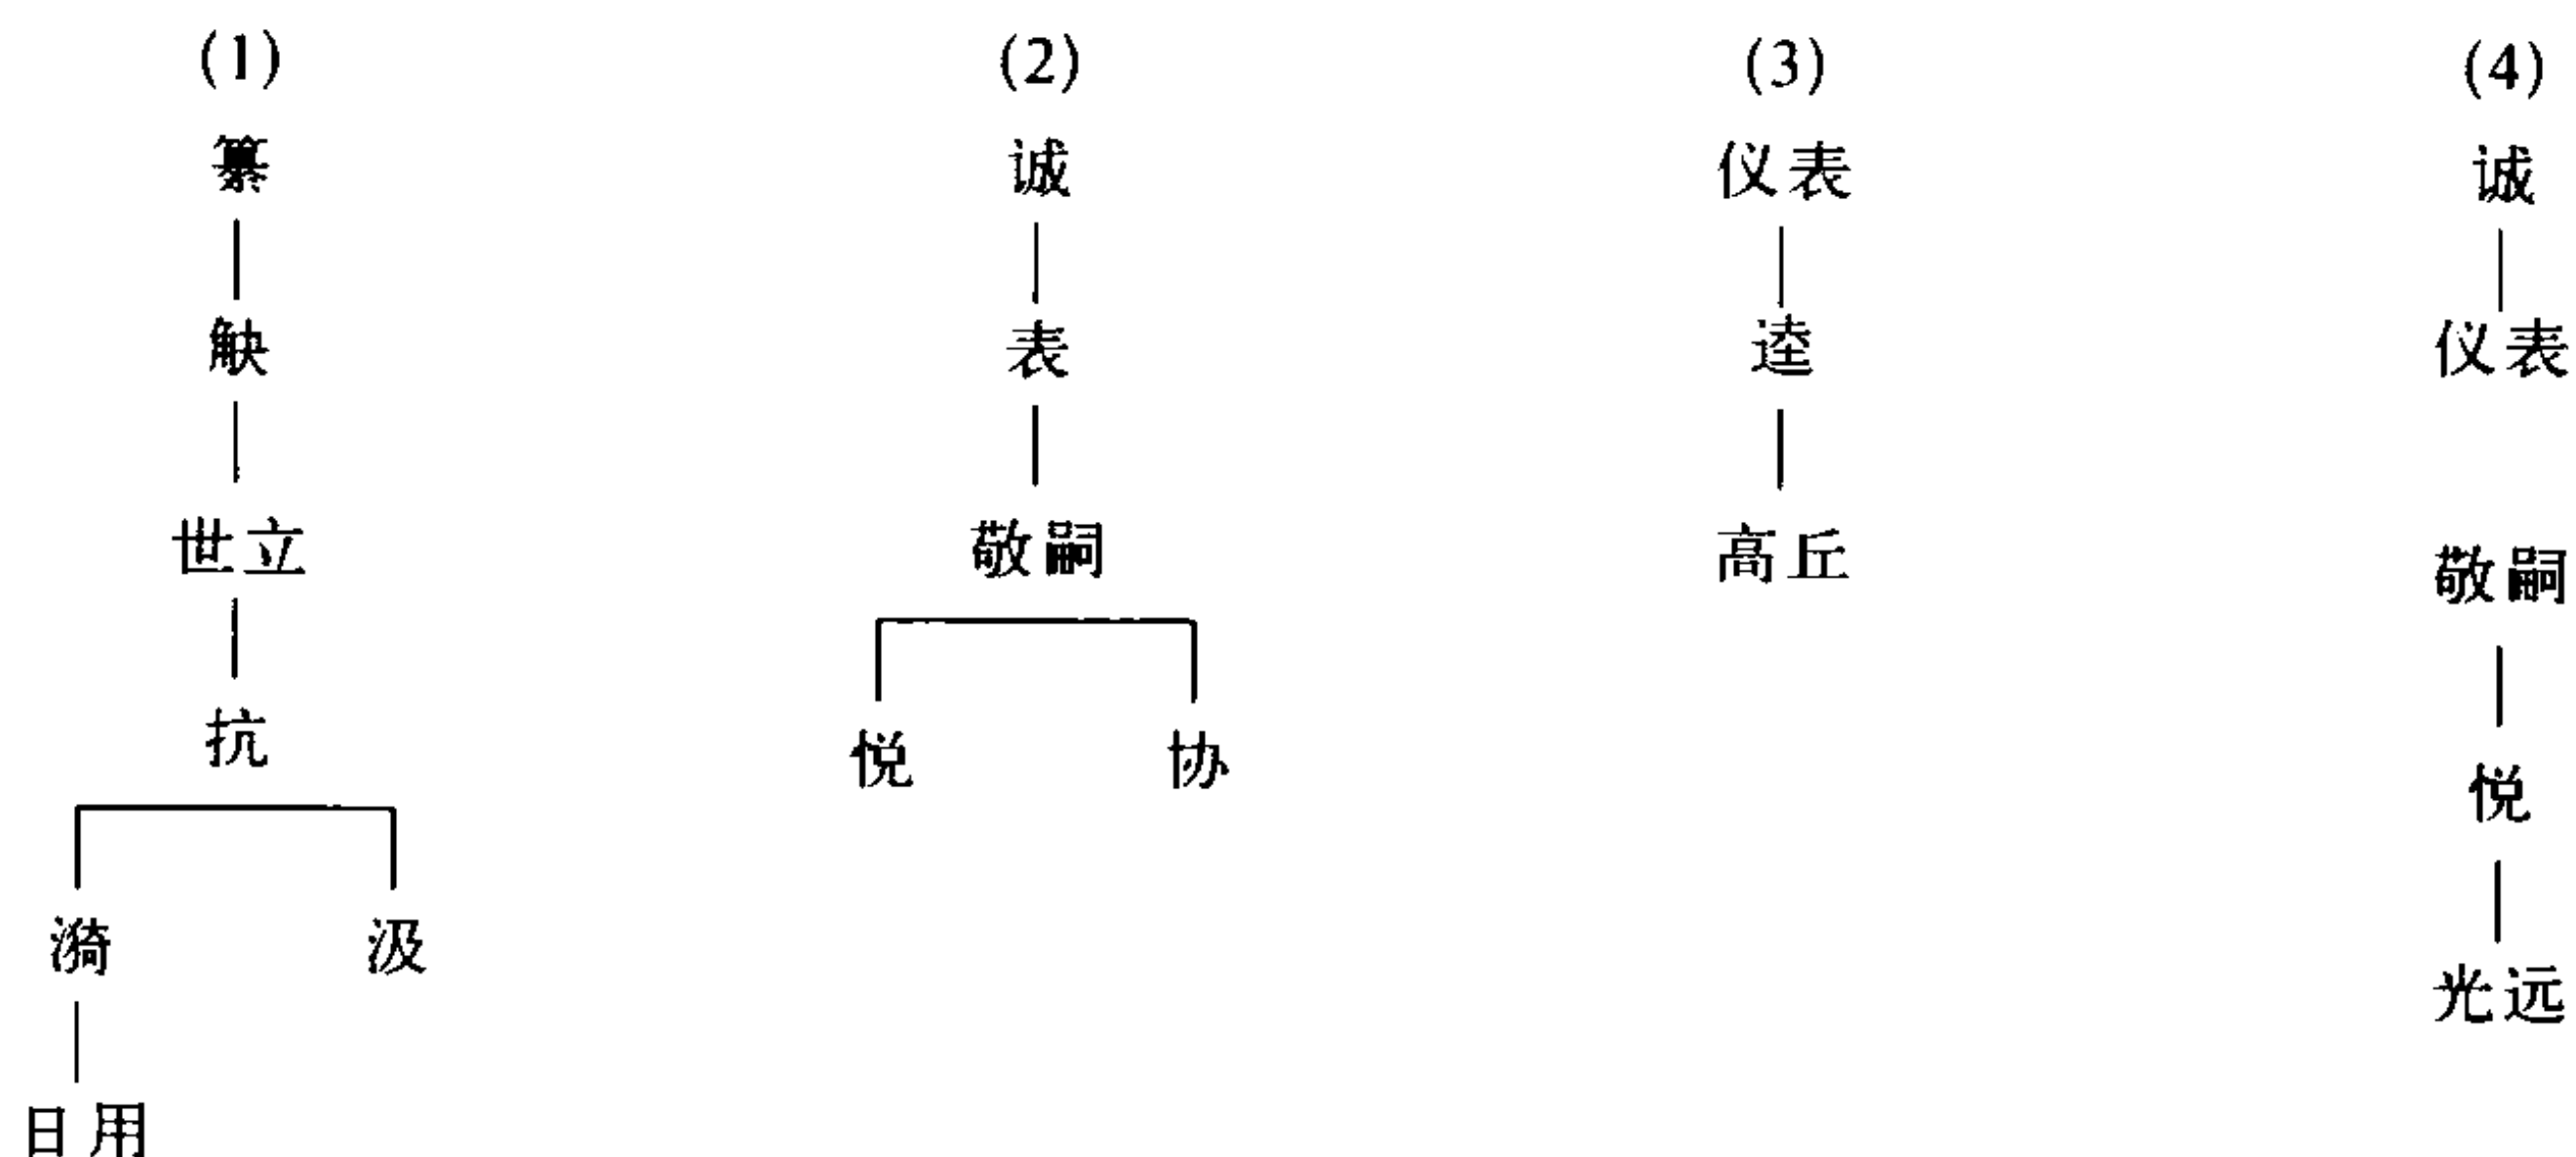 (1) (2) (3) (4)
纂 诚 仪表 诚
觖 表 逵 仪表
世立 敬嗣 高丘 敬嗣
抗 悦 协 悦
漪 汲 光远
日用